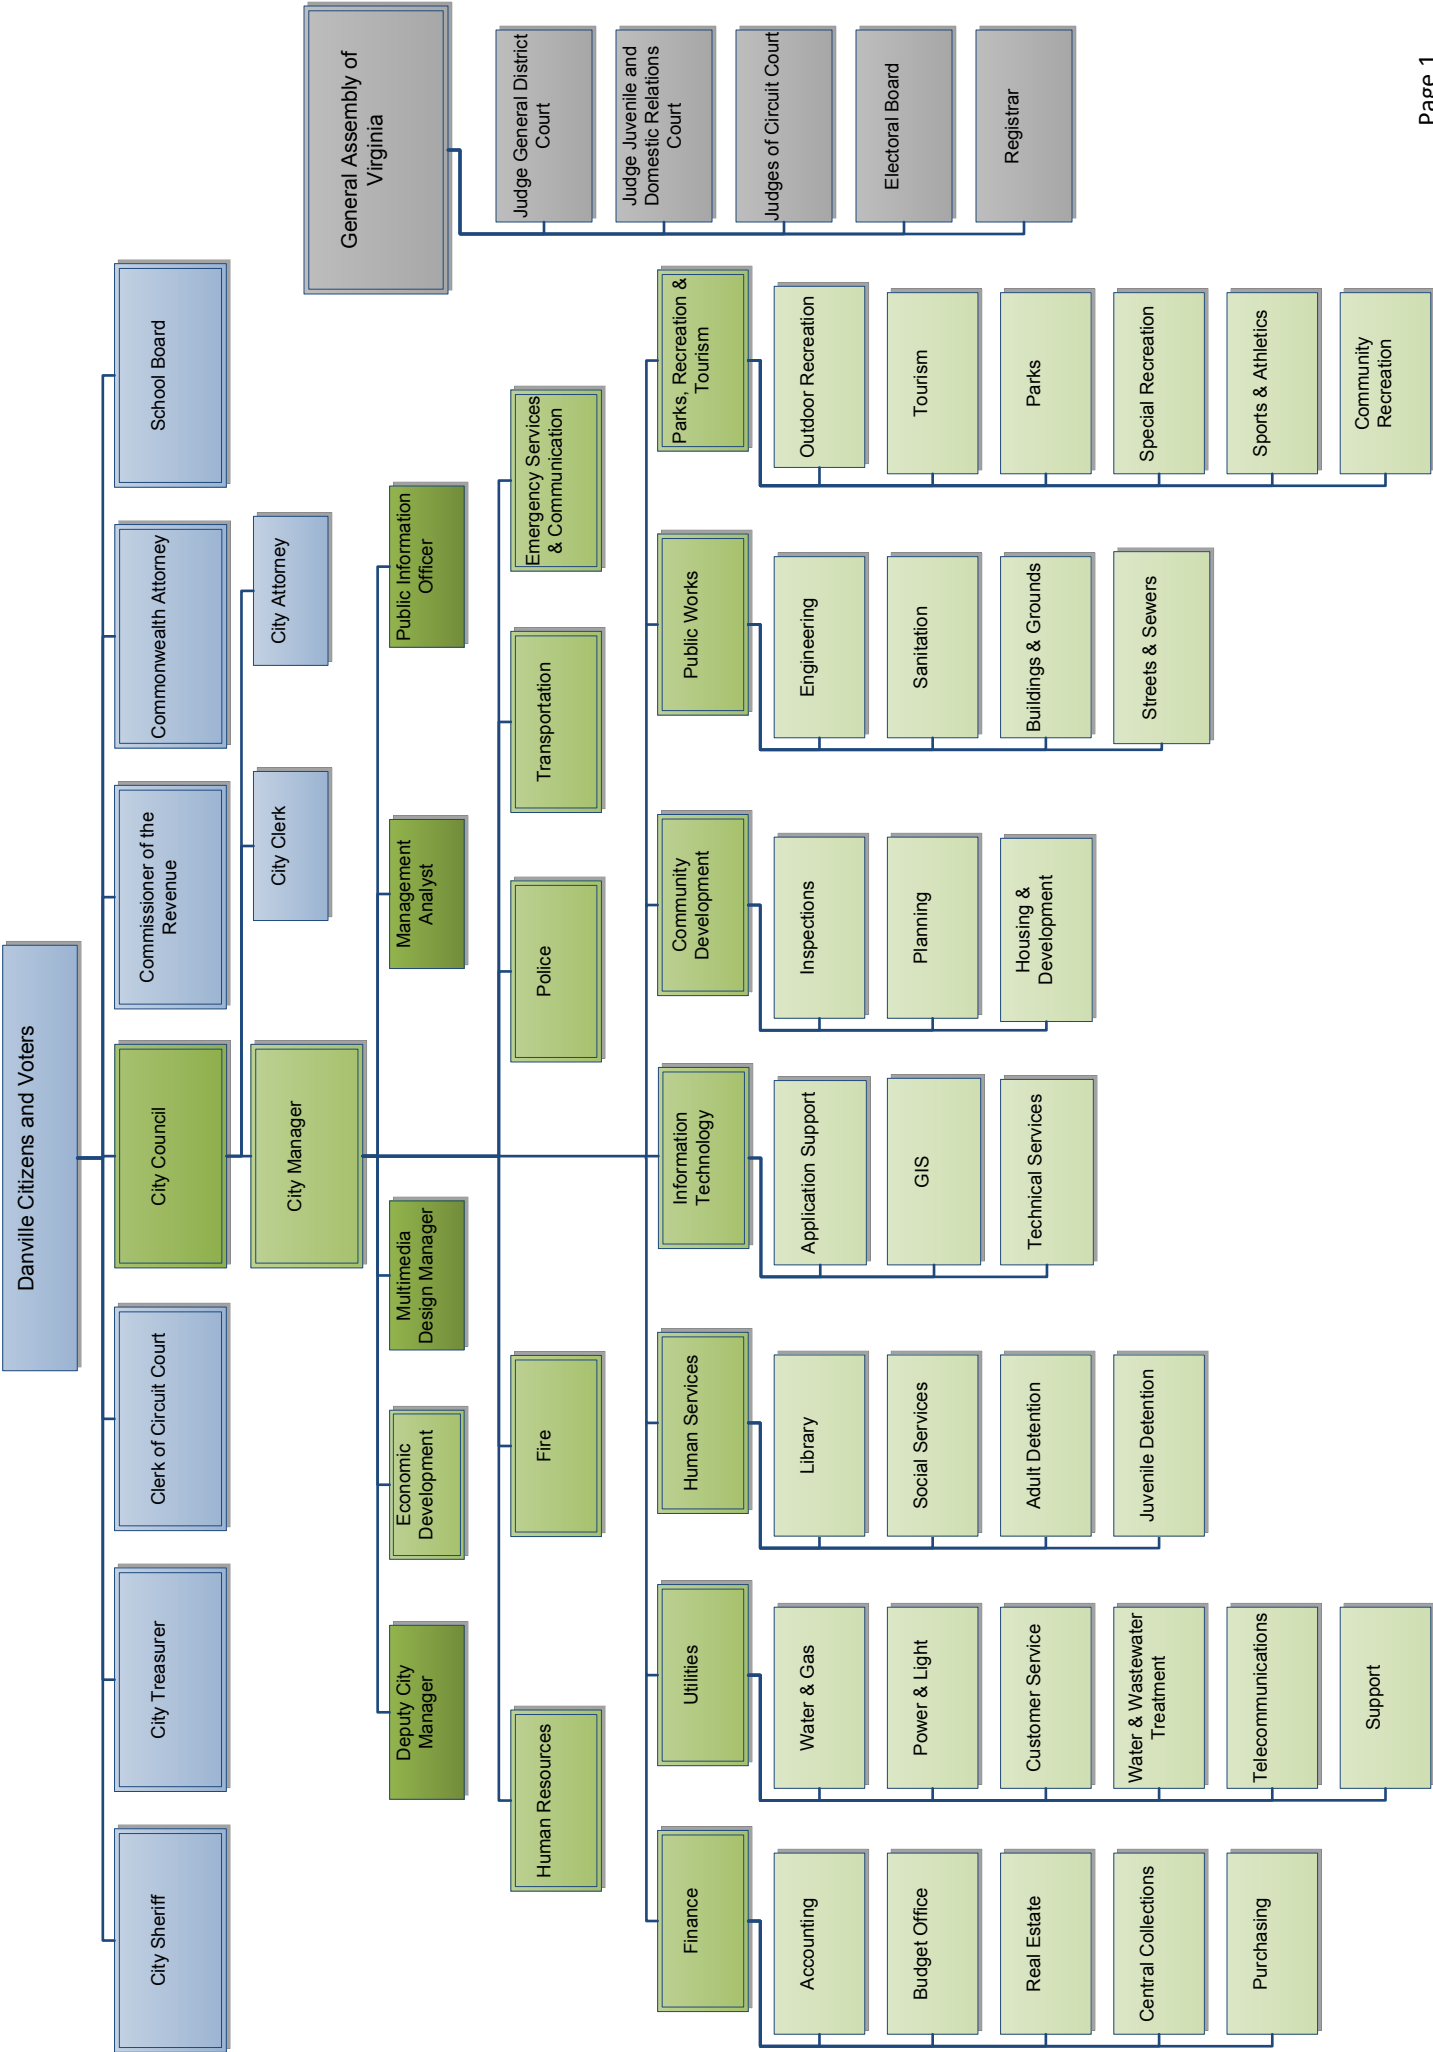 Danville Citizens and Voters
City Sheriff
City Treasurer
Clerk of Circuit Court
City Council
Commissioner of the
Revenue
Commonwealth Attorney
School Board
General Assembly of
Virginia
City Manager
City Clerk
City Attorney
Deputy City
Manager
Economic
Development
Multimedia
Design Manager
Management
Analyst
Public Information
Officer
Human Resources
Fire
Police
Transportation
Emergency Services
& Communication
Judge General District
Court
Judge Juvenile and
Domestic Relations
Court
Judges of Circuit Court
Electoral Board
Registrar
Finance
Accounting
Budget Office
Real Estate
Central Collections
Purchasing
Utilities
Water & Gas
Power & Light
Customer Service
Water & Wastewater
Treatment
Telecommunications
Support
Human Services
Library
Social Services
Adult Detention
Juvenile Detention
Information
Technology
Application Support
GIS
Technical Services
Community
Development
Inspections
Planning
Housing &
Development
Public Works
Engineering
Sanitation
Buildings & Grounds
Streets & Sewers
Parks, Recreation &
Tourism
Outdoor Recreation
Tourism
Parks
Special Recreation
Sports & Athletics
Community
Recreation
Page 1